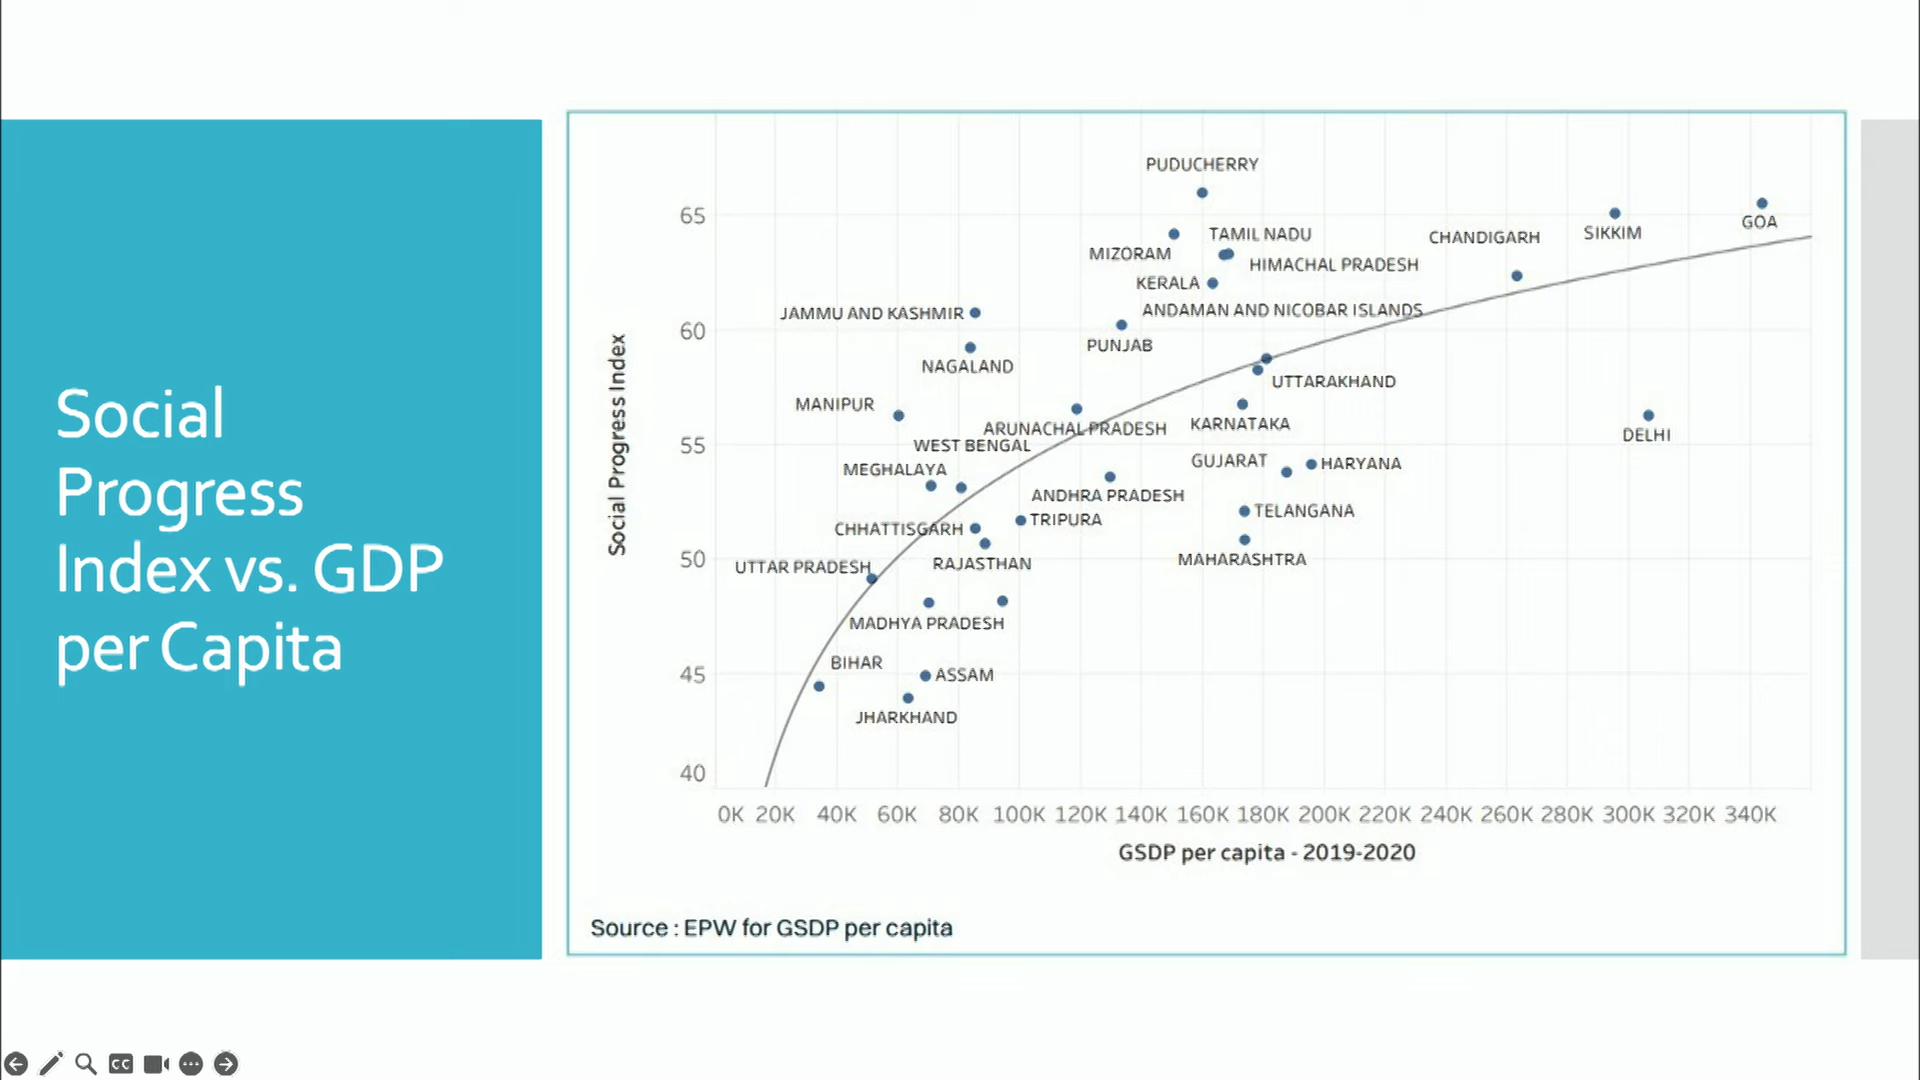 Social
Progress
Index vs. GDP
per Capita
PUDUCHERRY
65
GOA
SIKKIM
CHANDIGARH
TAMIL NADU
MIZORAM
HIMACHAL PRADESH
KERALA
ANDAMAN AND NICOBAR ISLANDS
JAMMU AND KASHMIR
60
PUNJAB
NAGALAND
UTTARAKHAND
MANIPUR
KARNATAKA
ARUNACHAL PRADESH
DELHI
55
WEST BENGAL
GUJARAT
HARYANA
MEGHALAYA
ANDHRA PRADESH
TELANGANA
TRIPURA
CHHATTISGARH
50
MAHARASHTRA
RAJASTHAN
UTTAR PRADESH
MADHYA PRADESH
BIHAR
45
ASSAM
JHARKHAND
40
Social Progress Index
0K 20K 40K 60K 80K 100K 120K 140K 160K 180K 200K 220K 240K 260K 280K 300K 320K 340K
GSDP per capita - 2019-2020
Source : EPW for GSDP per capita
CC